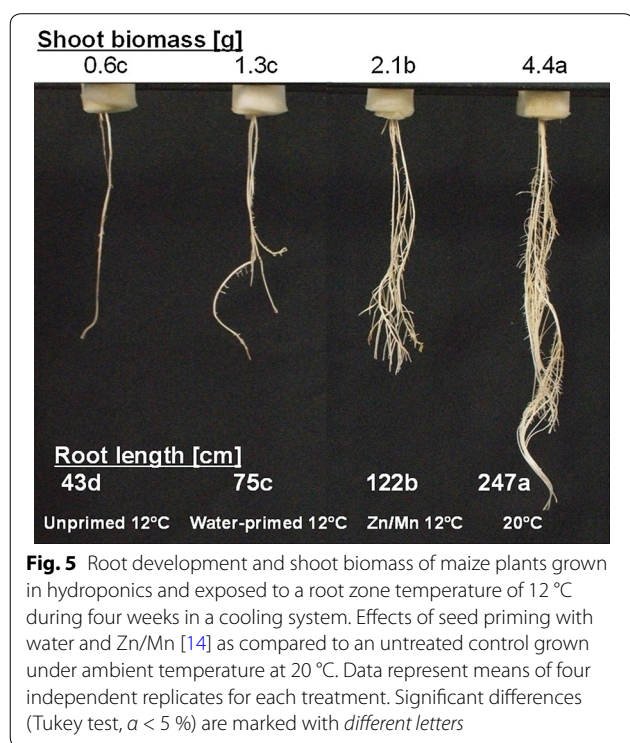 Shoot biomass [g]
0.6c 1.3c 2.1b 4.4a
Root length [cm]
43d 75c 122b 247a
Unprimed 12ºC Water-primed 12ºC Zn/Mn 12ºC 20ºC
Fig. 5 Root development and shoot biomass of maize plants grown
in hydroponics and exposed to a root zone temperature of 12 °C
during four weeks in a cooling system. Effects of seed priming with
water and Zn/Mn [14] as compared to an untreated control grown
under ambient temperature at 20 °C. Data represent means of four
independent replicates for each treatment. Significant differences
(Tukey test, α < 5 %) are marked with different letters